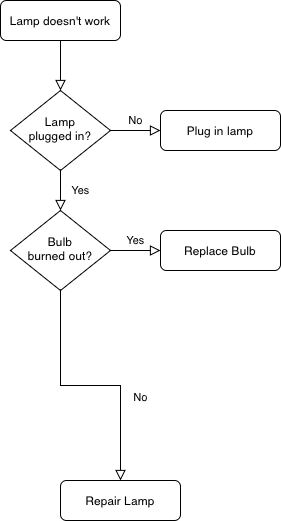 Lamp doesn't work
Lamp
plugged in?
No
Plug in lamp
Yes
Bulb
burned out?
Yes
Replace Bulb
No
Repair Lamp